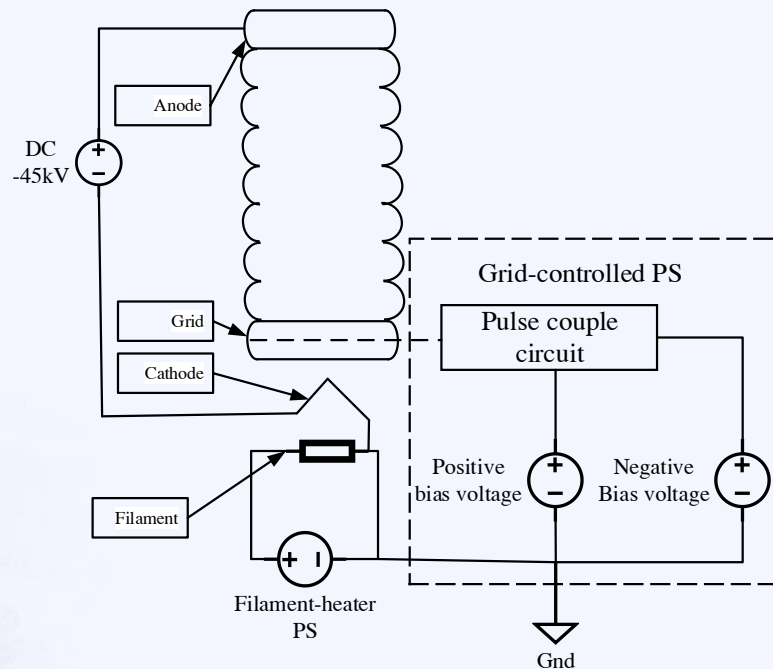 Anode
DC
-45kV
+
−
Grid-controlled PS
Grid
Pulse couple
circuit
Cathode
Positive
bias voltage
+
−
Negative
Bias voltage
+
−
Filament
+ −
Filament-heater
PS
Gnd